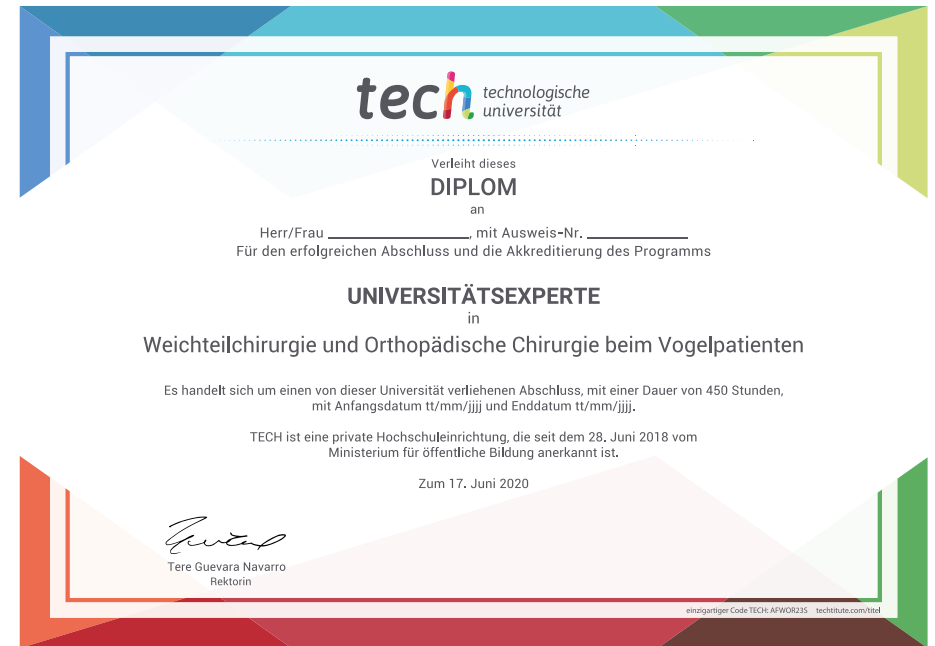 tech technologische
universität
Verleiht dieses
DIPLOM
an
Herr/Frau ____________________, mit Ausweis-Nr. ______________
Für den erfolgreichen Abschluss und die Akkreditierung des Programms
UNIVERSITÄTSEXPERTE
in
Weichteilchirurgie und Orthopädische Chirurgie beim Vogelpatienten
Es handelt sich um einen von dieser Universität verliehenen Abschluss, mit einer Dauer von 450 Stunden,
mit Anfangsdatum tt/mm/jjjj und Enddatum tt/mm/jjjj.
TECH ist eine private Hochschuleinrichtung, die seit dem 28. Juni 2018 vom
Ministerium für öffentliche Bildung anerkannt ist.
Zum 17. Juni 2020
Tere Guevara Navarro
Rektorin
einzigartiger Code TECH: AFWOR23S techtitute.com/titel